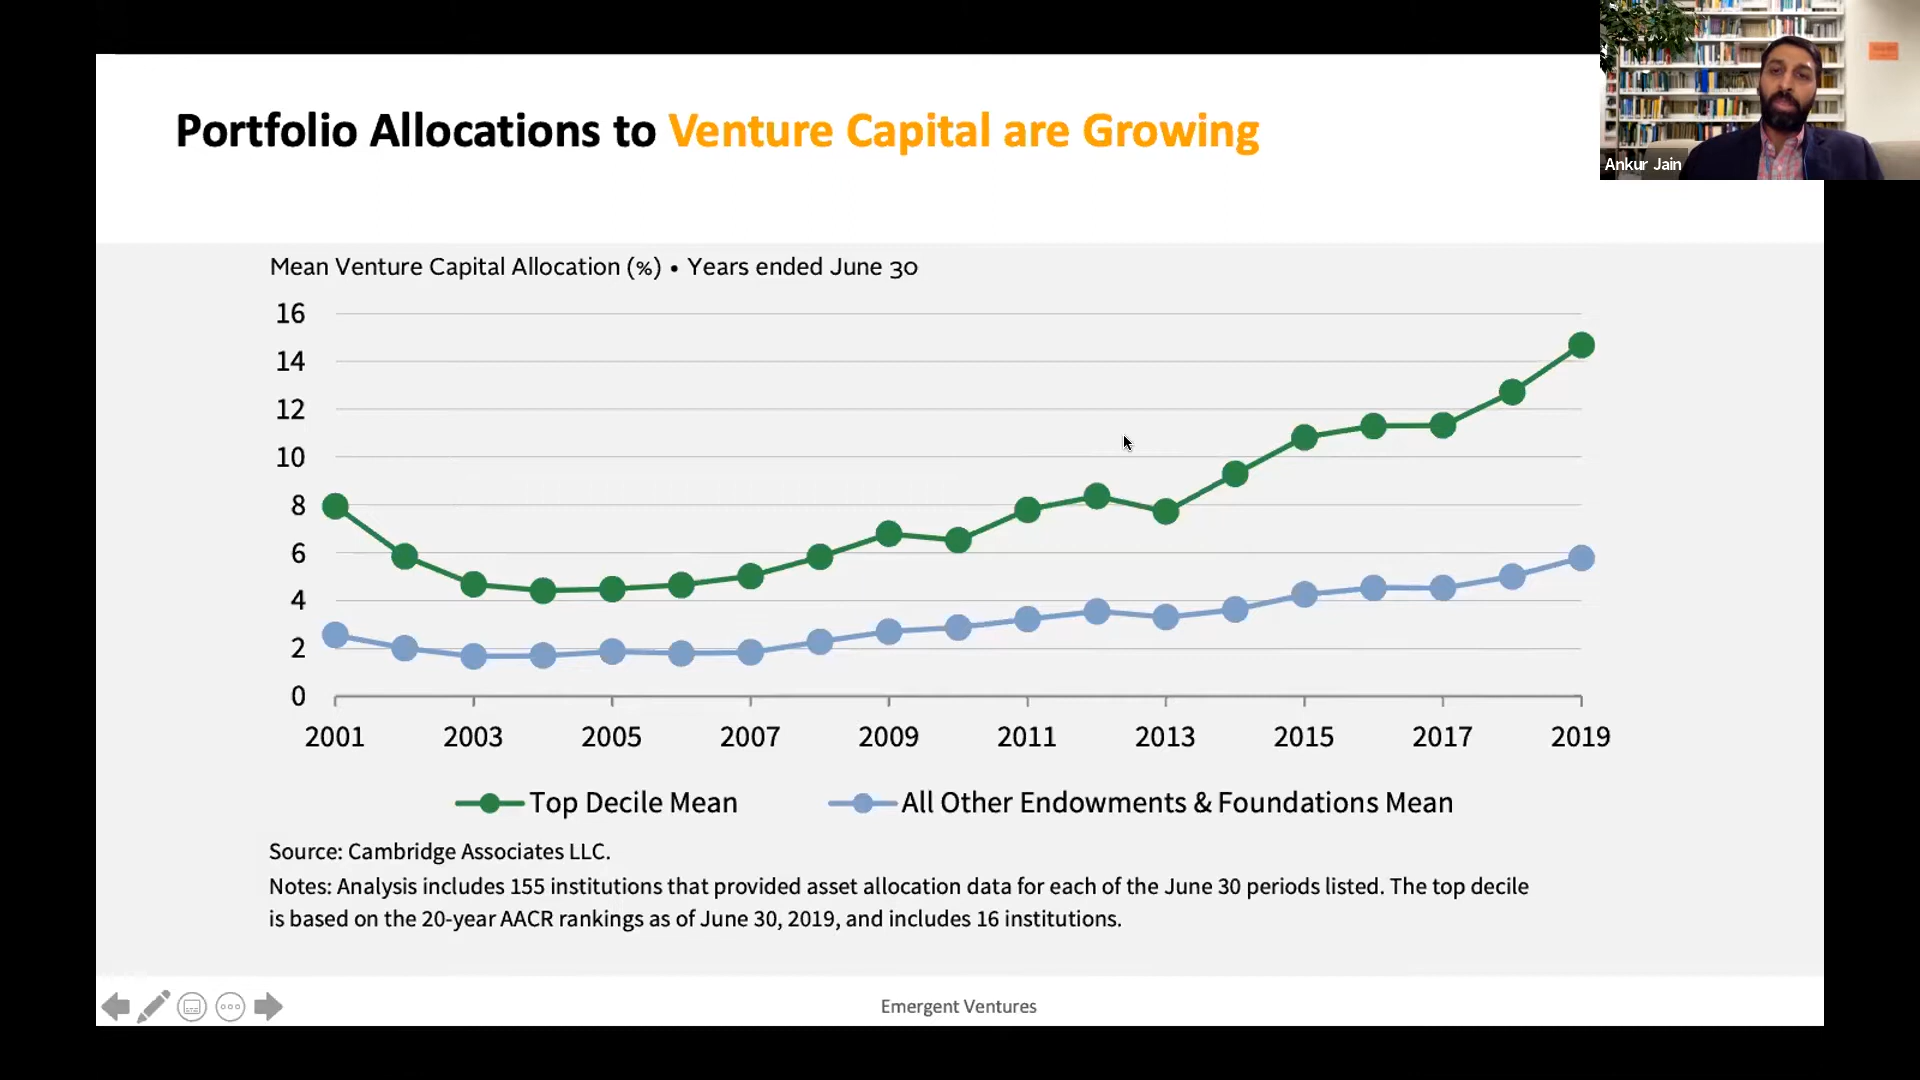 Portfolio Allocations to Venture Capital are Growing
Ankur Jain
Mean Venture Capital Allocation (%) • Years ended June 30
16
14
12
10
8
6
4
2
0
2001 2003 2005 2007 2009 2011 2013 2015 2017 2019
Top Decile Mean All Other Endowments & Foundations Mean
Source: Cambridge Associates LLC.
Notes: Analysis includes 155 institutions that provided asset allocation data for each of the June 30 periods listed. The top decile
is based on the 20-year AACR rankings as of June 30, 2019, and includes 16 institutions.
Emergent Ventures